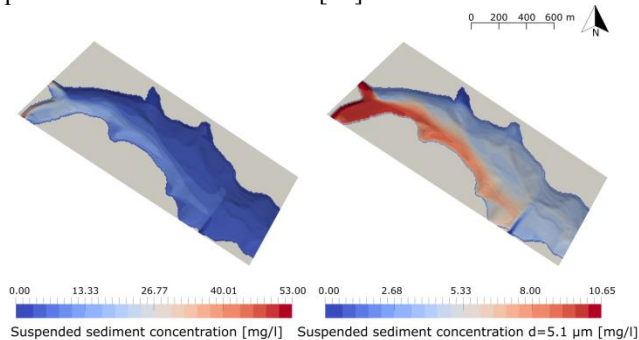 0 200 400 600 m
N
0.00 13.33 26.77 40.01 53.00
Suspended sediment concentration [mg/l]
0.00 2.68 5.33 8.00 10.65
Suspended sediment concentration d=5.1 µm [mg/l]